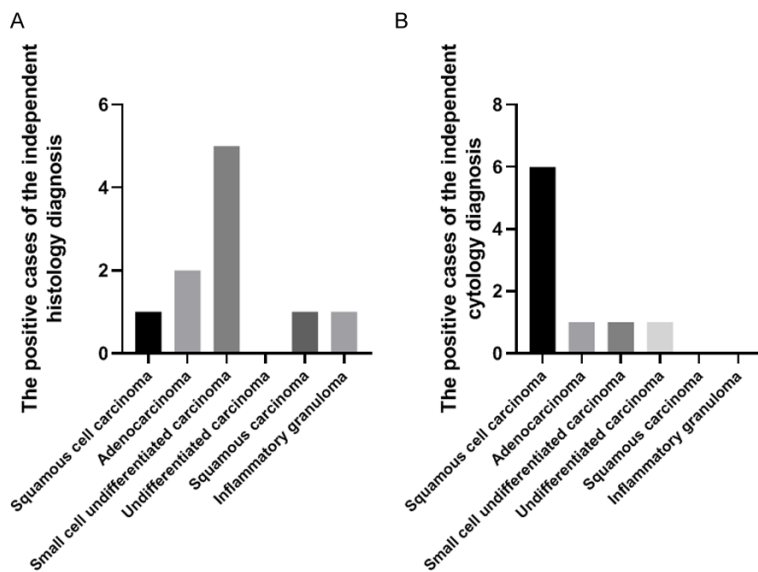 A
The positive cases of the independent
histology diagnosis
6
4
2
0
Squamous cell carcinoma
Adenocarcinoma
Small cell undifferentiated carcinoma
Undifferentiated carcinoma
Squamous carcinoma
Inflammatory granuloma
B
The positive cases of the independent
cytology diagnosis
8
6
4
2
0
Squamous cell carcinoma
Adenocarcinoma
Small cell undifferentiated carcinoma
Undifferentiated carcinoma
Squamous carcinoma
Inflammatory granuloma